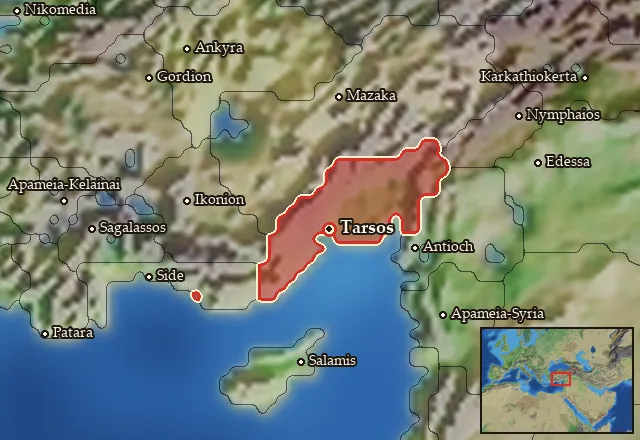 Nikomedia
Ankyra
Gordion
Karkathiokerta
Mazaka
Nymphaios
Edessa
Apameia-Kelainai
Ikonion
Sagalassos
Tarsos
Antioch
Side
Apameia-Syria
Patara
Salamis